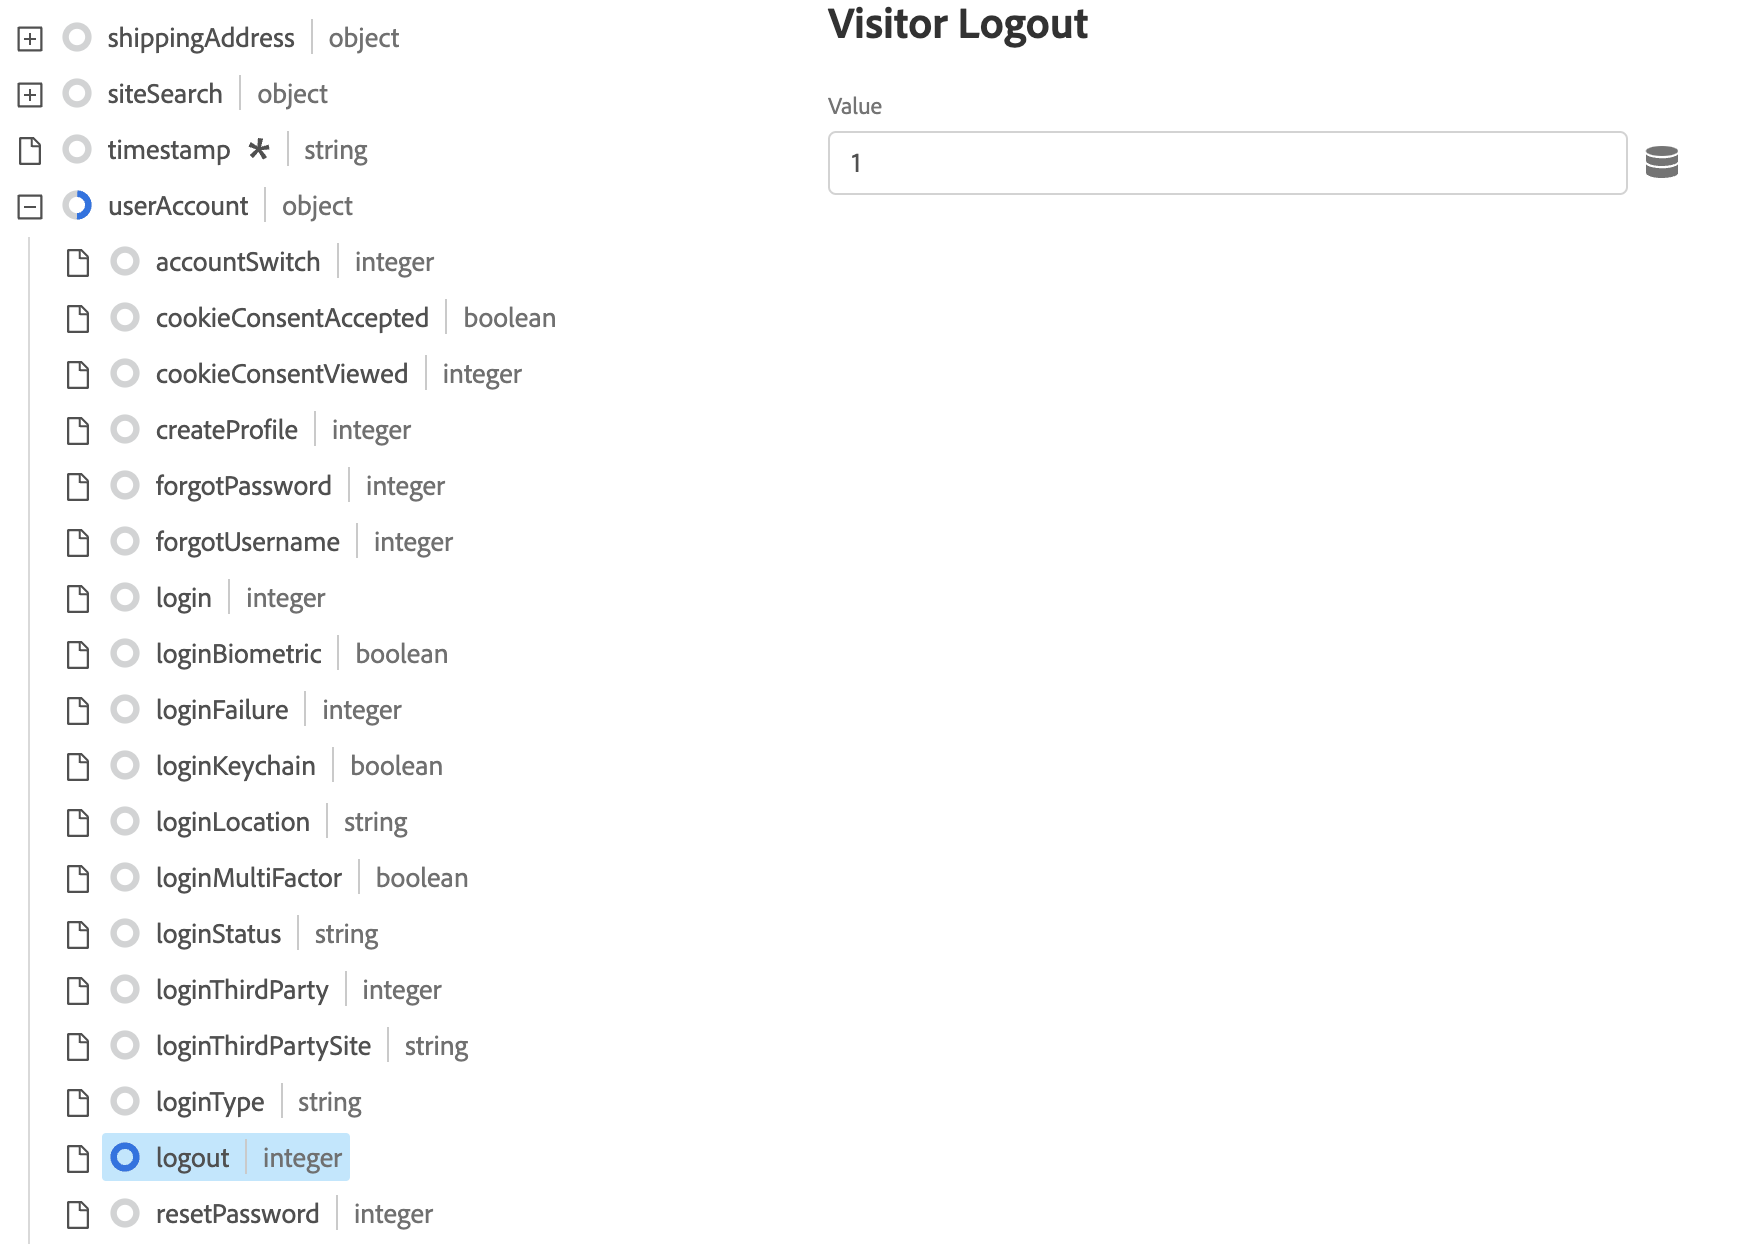 shippingAddress | object
siteSearch | object
timestamp * | string
userAccount | object
accountSwitch | integer
cookieConsentAccepted | boolean
cookieConsentViewed | integer
createProfile | integer
forgotPassword | integer
forgotUsername | integer
login | integer
loginBiometric | boolean
loginFailure | integer
loginKeychain | boolean
loginLocation | string
loginMultiFactor | boolean
loginStatus | string
loginThirdParty | integer
loginThirdPartySite | string
loginType | string
logout | integer
resetPassword | integer
Visitor Logout
Value
1